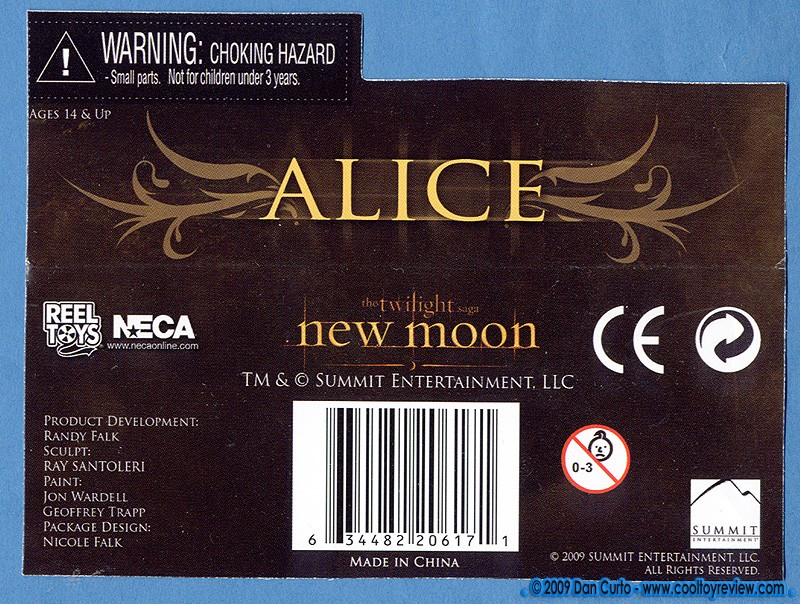 WARNING: CHOKING HAZARD
- Small parts. Not for children under 3 years.
AGES 14 & UP
ALICE
REEL
TOYS
NECA
www.necaonline.com
the twilight saga
new moon
TM & © SUMMIT ENTERTAINMENT, LLC
PRODUCT DEVELOPMENT:
RANDY FALK
SCULPT:
RAY SANTOLERI
PAINT:
JON WARDELL
GEOFFREY TRAPP
PACKAGE DESIGN:
NICOLE FALK
6 34482 20617 1
MADE IN CHINA
CE
0-3
SUMMIT
ENTERTAINMENT
© 2009 SUMMIT ENTERTAINMENT, LLC.
ALL RIGHTS RESERVED.
© 2009 Dan Curto - www.cooltoyreview.com